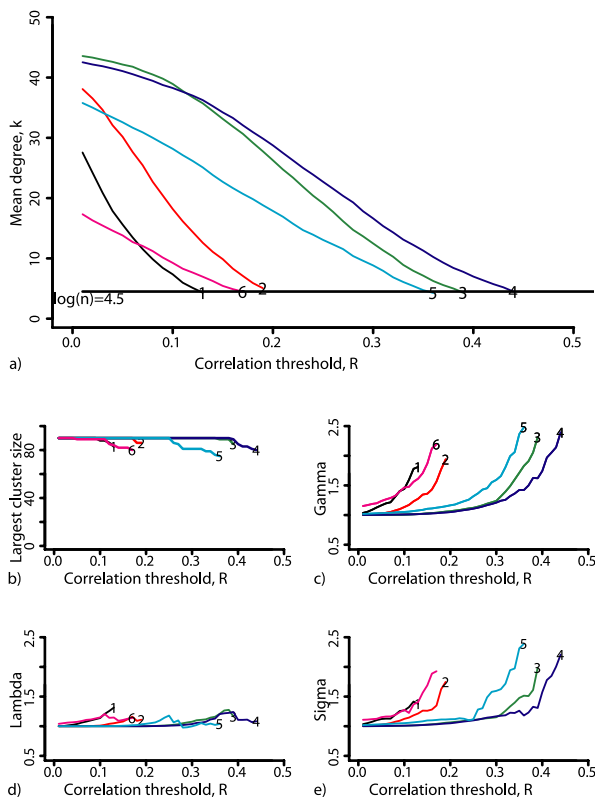 50
40
30
20
10
0
Mean degree, k
log(n)=4.5
1 6 2 5 3 4
0.0 0.1 0.2 0.3 0.4 0.5
a) Correlation threshold, R
Largest cluster size
0 40 80
1 6 2 5 3 4
0.0 0.1 0.2 0.3 0.4 0.5
b) Correlation threshold, R
Gamma
0.5 1.5 2.5
1 6 2 5 3 4
0.0 0.1 0.2 0.3 0.4 0.5
c) Correlation threshold, R
Lambda
0.5 1.5 2.5
1 6 2 5 3 4
0.0 0.1 0.2 0.3 0.4 0.5
d) Correlation threshold, R
Sigma
0.5 1.5 2.5
1 2 5 3 4
0.0 0.1 0.2 0.3 0.4 0.5
e) Correlation threshold, R